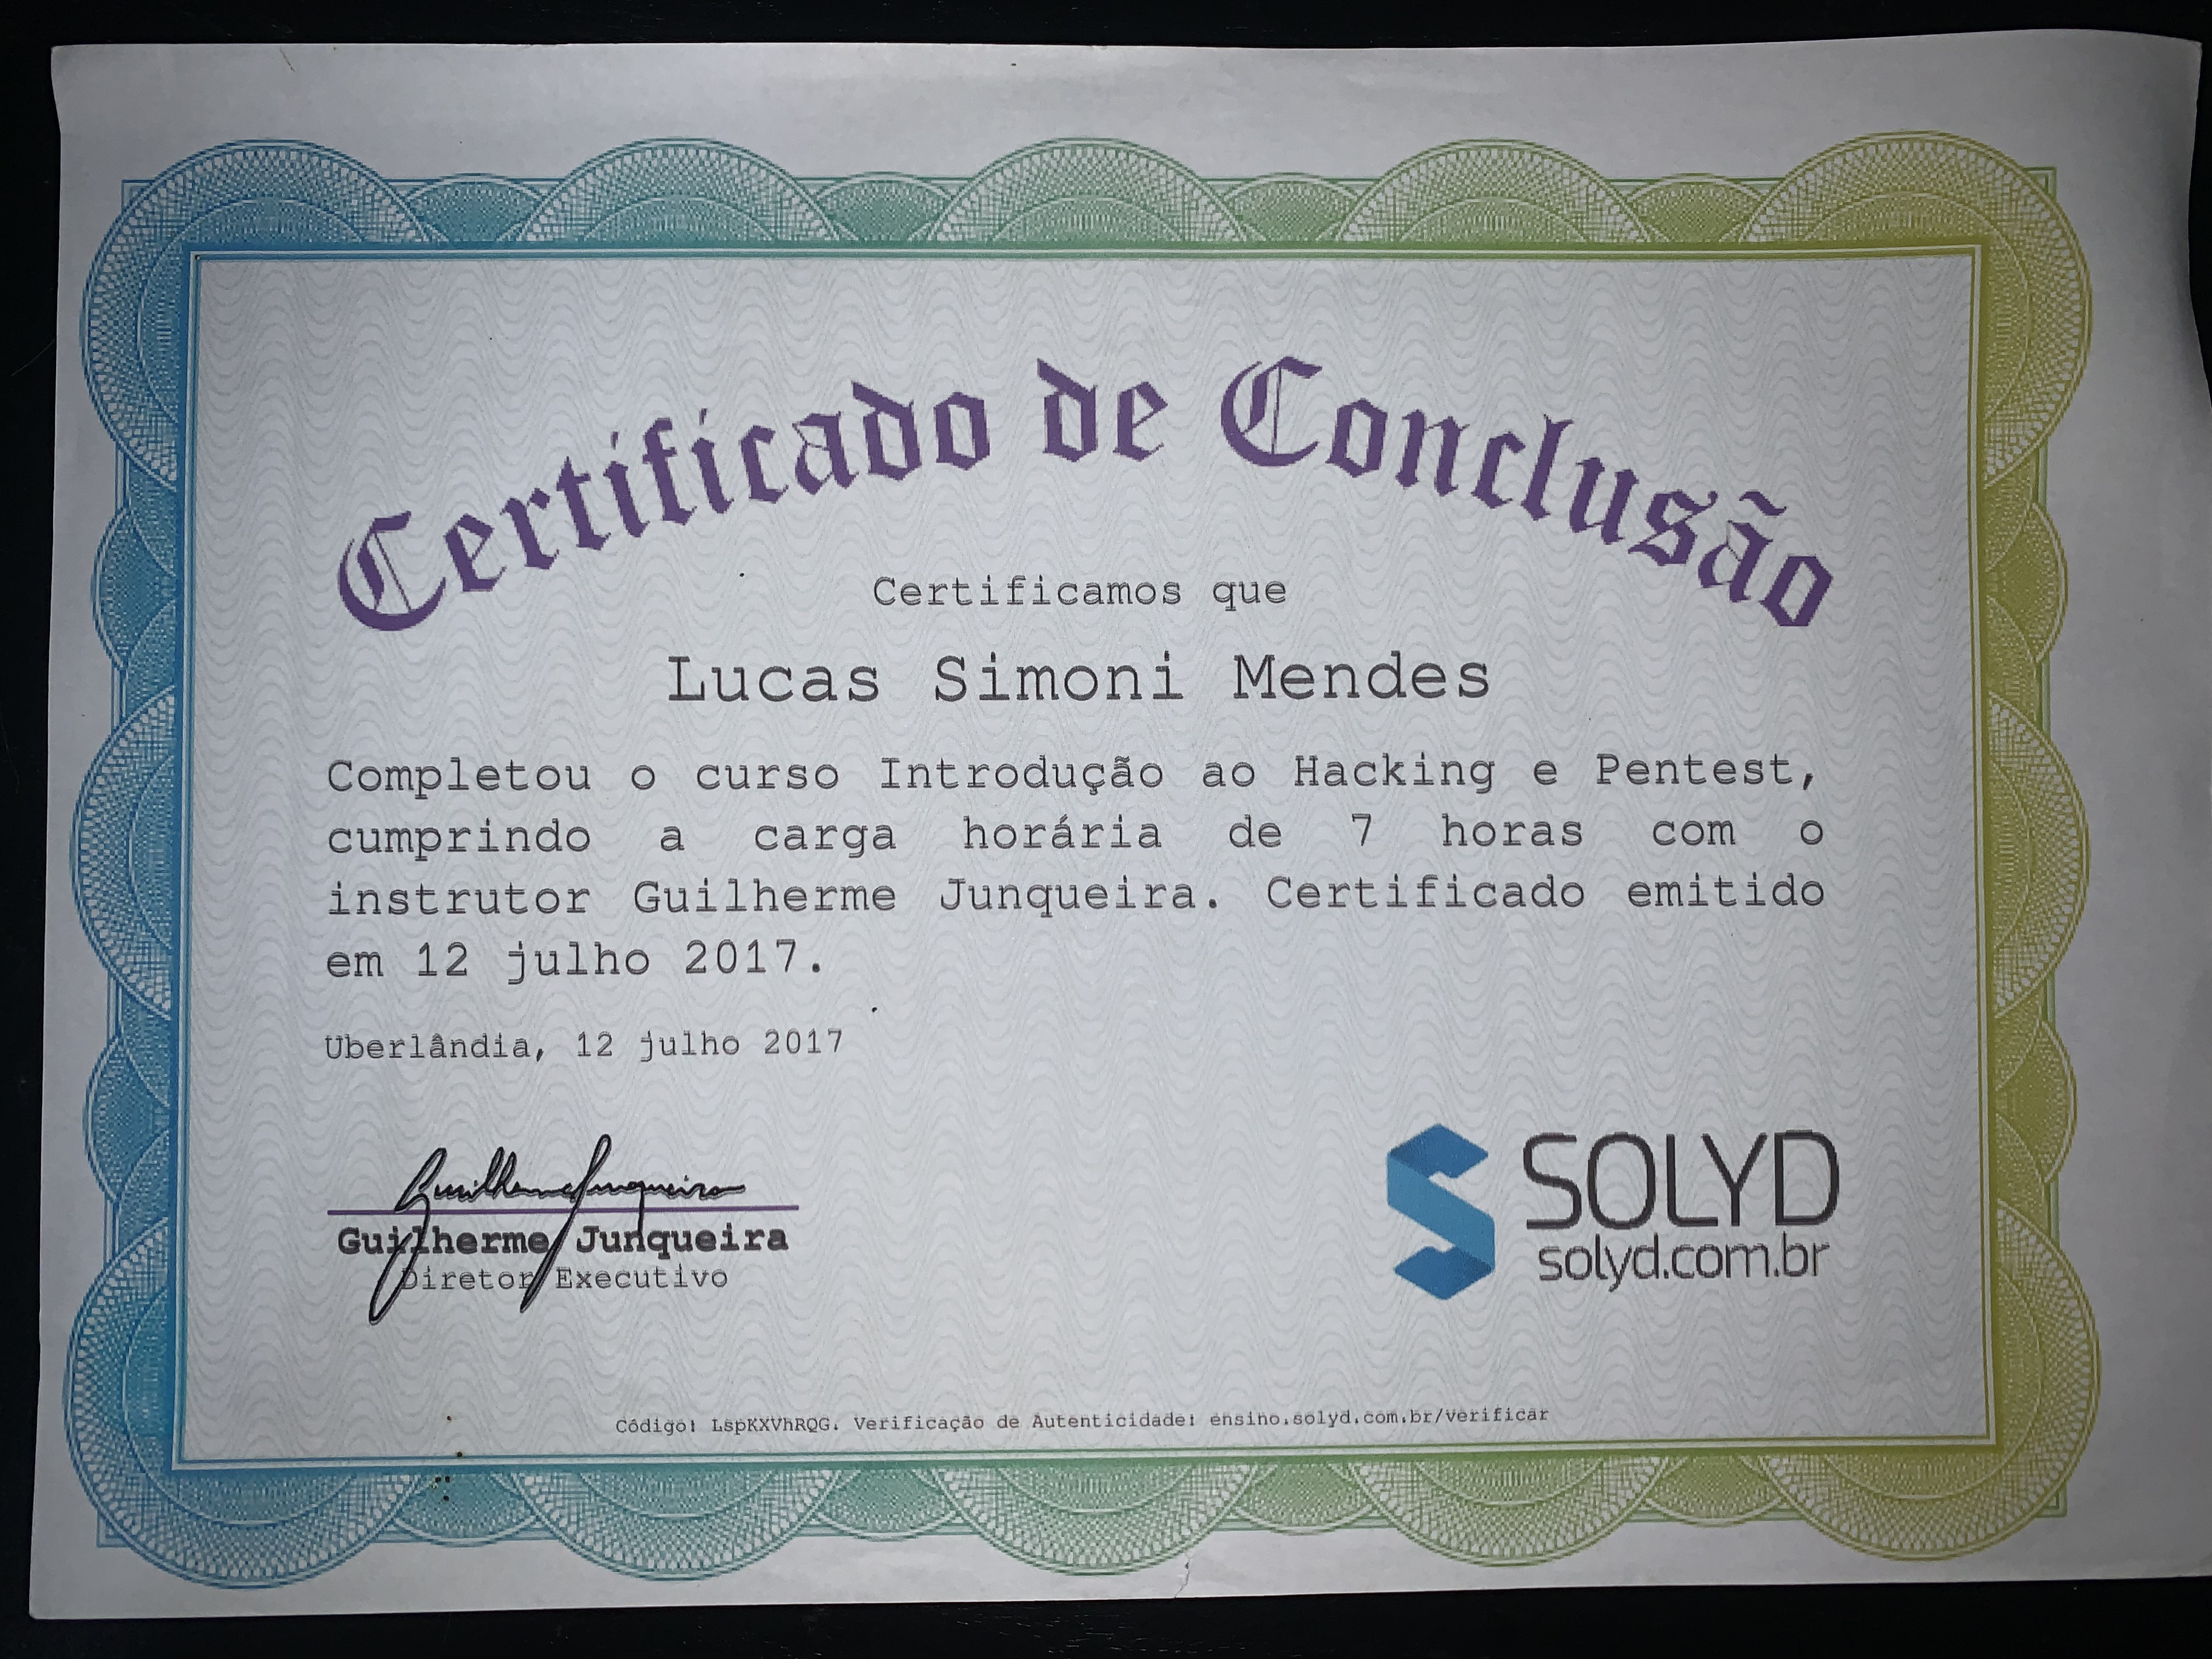 Certificado de Conclusão
Certificamos que
Lucas Simoni Mendes
Completou o curso Introdução ao Hacking e Pentest,
cumprindo a carga horária de 7 horas com o
instrutor Guilherme Junqueira. Certificado emitido
em 12 julho 2017.
Uberlândia, 12 julho 2017
Guilherme Junqueira
Guilherme Junqueira
Diretor Executivo
SOLYD
solyd.com.br
Código: LspKXVhRQG. Verificação de Autenticidade: ensino.solyd.com.br/verificar